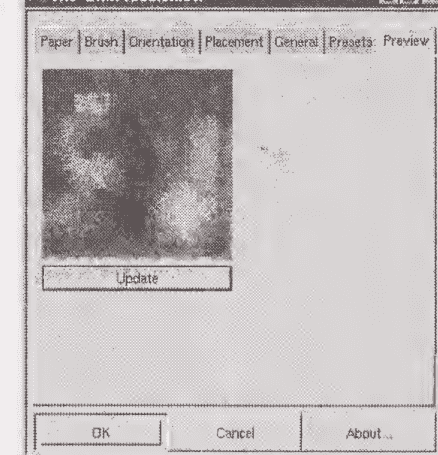 Paper Brush Orientation Placement General Presets Preview
Update
OK Cancel About...